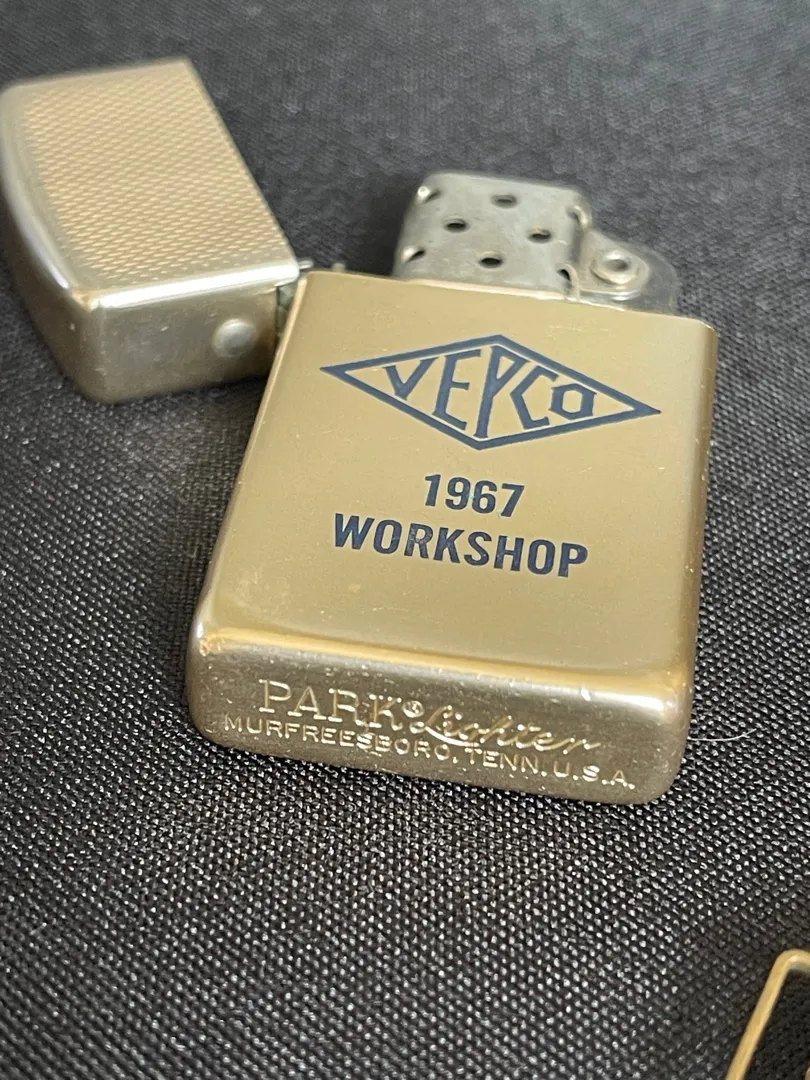 VEPCO
1967
WORKSHOP
PARK® Lighter
MURFREESBORO, TENN. U.S.A.